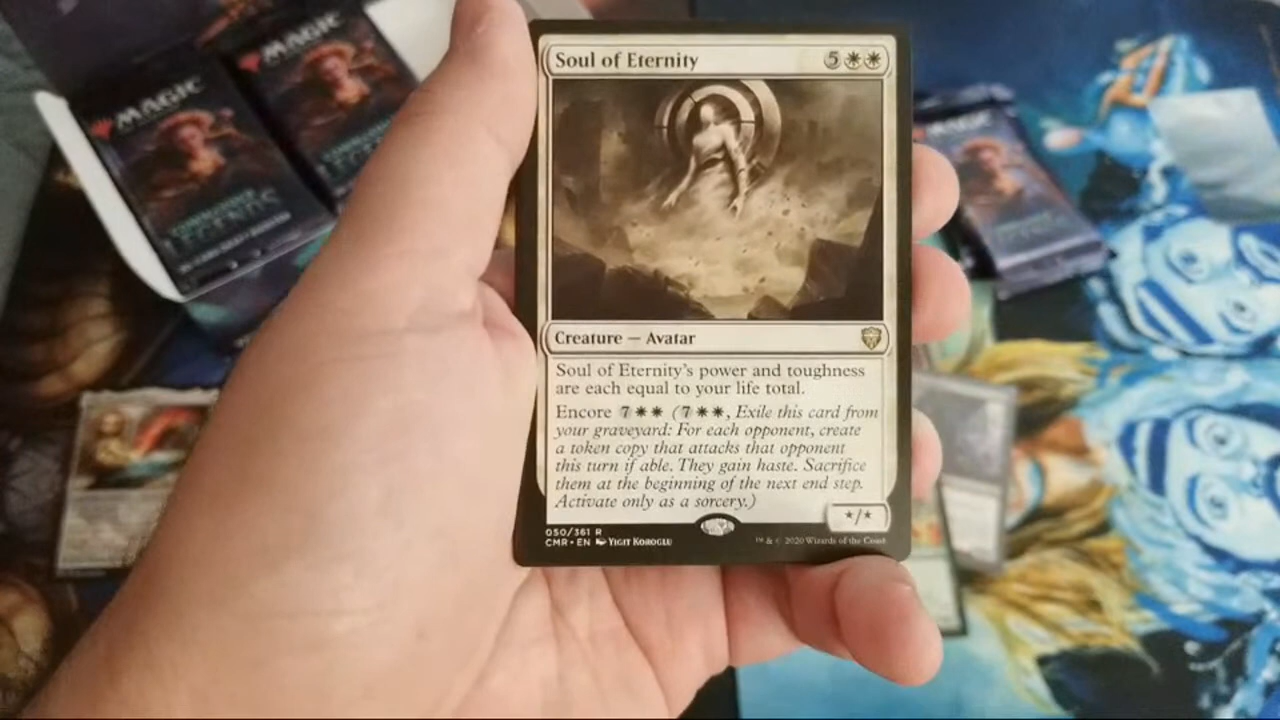 MAGIC
MAGIC
LEGENDS
MAGIC
Soul of Eternity
5
Creature — Avatar
Soul of Eternity's power and toughness
are each equal to your life total.
Encore 7 (7, Exile this card from
your graveyard: For each opponent, create
a token copy that attacks that opponent
this turn if able. They gain haste. Sacrifice
them at the beginning of the next end step.
Activate only as a sorcery.)
*/*
050/361 R
CMR • EN YIGIT KOROGLU
™ & © 2020 Wizards of the Coast